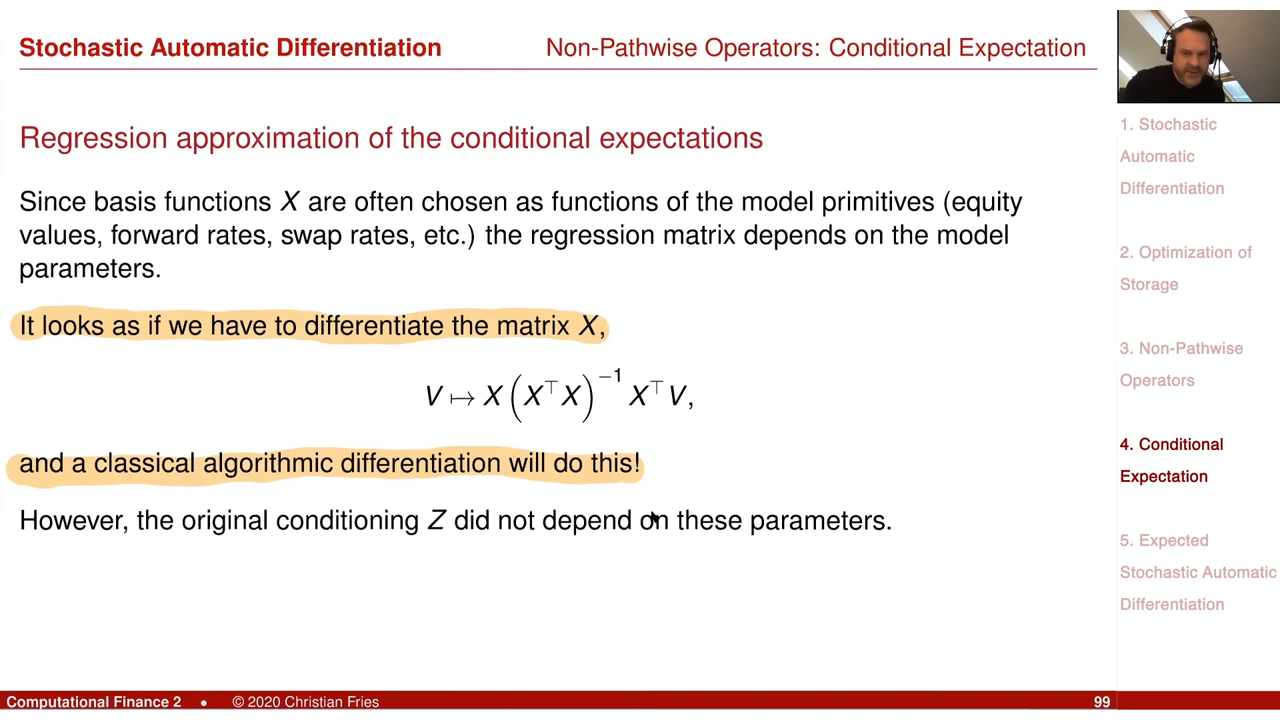 Stochastic Automatic Differentiation
Non-Pathwise Operators: Conditional Expectation
Regression approximation of the conditional expectations
Since basis functions X are often chosen as functions of the model primitives (equity
values, forward rates, swap rates, etc.) the regression matrix depends on the model
parameters.
It looks as if we have to differentiate the matrix X,
V ↦ X (X⊤X)⁻¹ X⊤V,
and a classical algorithmic differentiation will do this!
However, the original conditioning Z did not depend on these parameters.
1. Stochastic
Automatic
Differentiation
2. Optimization of
Storage
3. Non-Pathwise
Operators
4. Conditional
Expectation
5. Expected
Stochastic Automatic
Differentiation
Computational Finance 2 • © 2020 Christian Fries 99